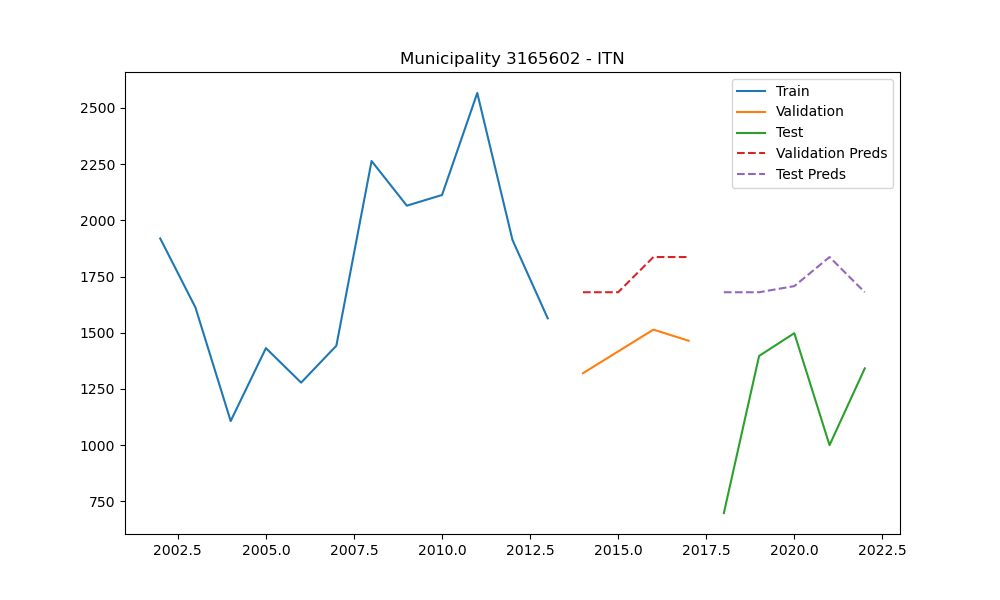 Municipality 3165602 - ITN
Train
Validation
Test
Validation Preds
Test Preds
2500
2250
2000
1750
1500
1250
1000
750
2002.5 2005.0 2007.5 2010.0 2012.5 2015.0 2017.5 2020.0 2022.5